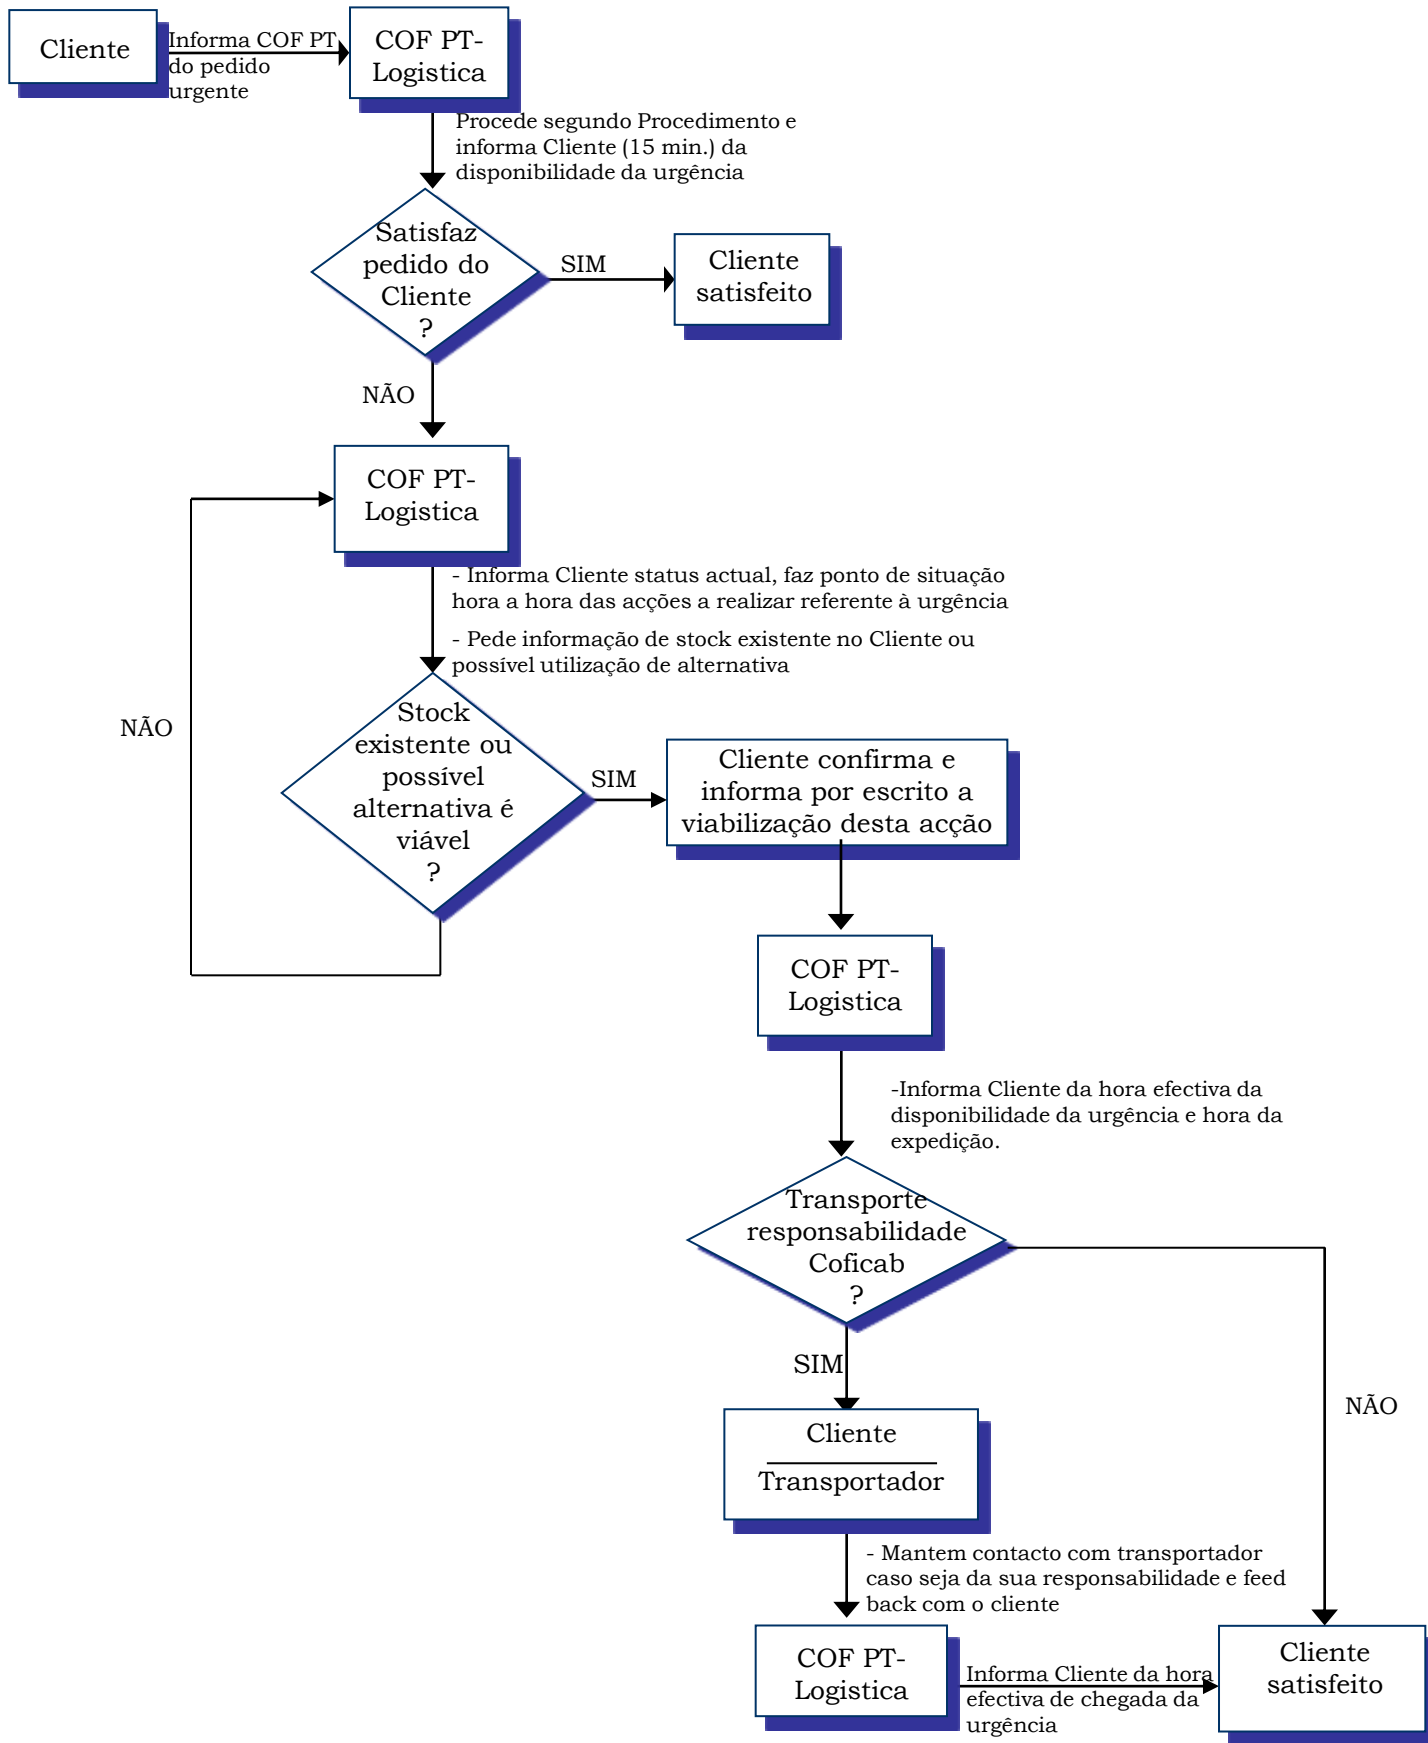 Cliente
Informa COF PT
do pedido
urgente
COF PT-
Logistica
Procede segundo Procedimento e
informa Cliente (15 min.) da
disponibilidade da urgência
Satisfaz
pedido do
Cliente
?
SIM
Cliente
satisfeito
NÃO
COF PT-
Logistica
- Informa Cliente status actual, faz ponto de situação
hora a hora das acções a realizar referente à urgência
- Pede informação de stock existente no Cliente ou
possível utilização de alternativa
NÃO
Stock
existente ou
possível
alternativa é
viável
?
SIM
Cliente confirma e
informa por escrito a
viabilização desta acção
COF PT-
Logistica
-Informa Cliente da hora efectiva da
disponibilidade da urgência e hora da
expedição.
Transporte
responsabilidade
Coficab
?
SIM
NÃO
Cliente
Transportador
- Mantem contacto com transportador
caso seja da sua responsabilidade e feed
back com o cliente
COF PT-
Logistica
Informa Cliente da hora
efectiva de chegada da
urgência
Cliente
satisfeito